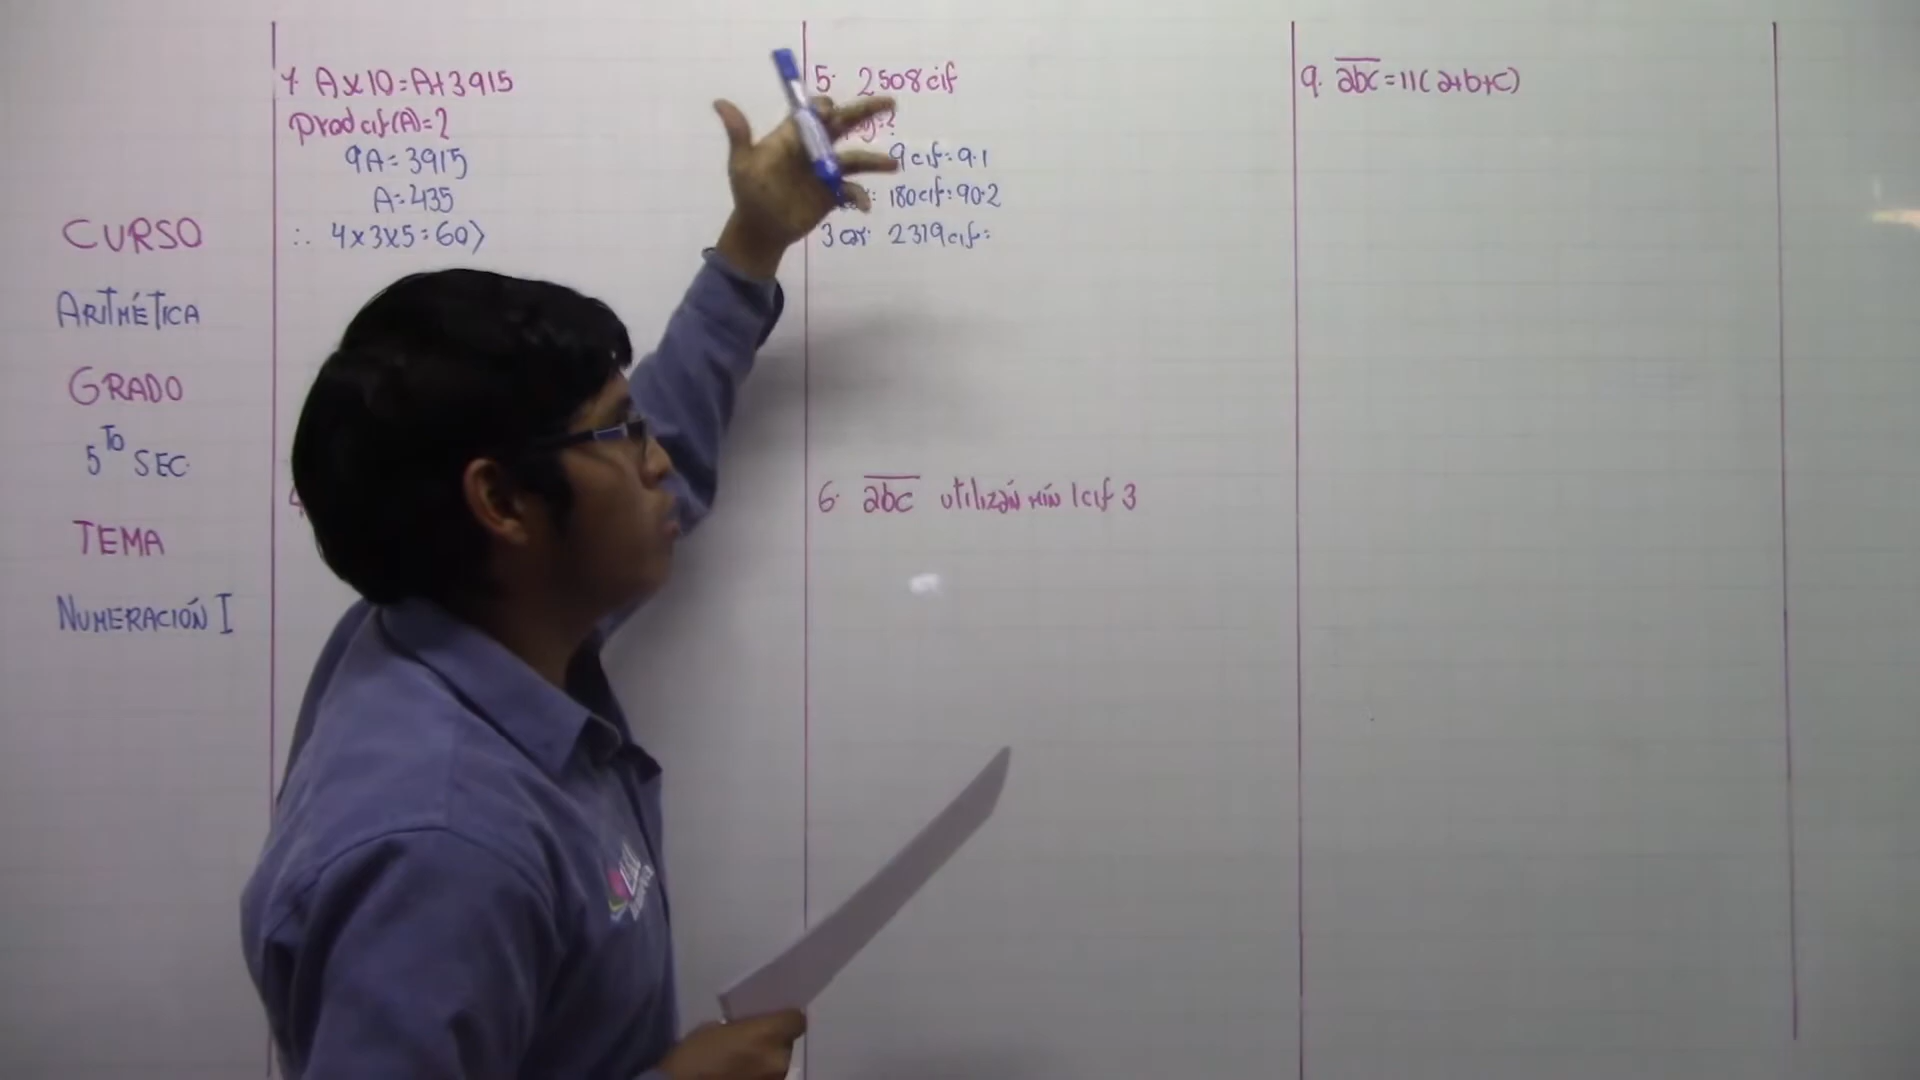 CURSO
ARITMÉTICA
GRADO
5TO SEC.
TEMA
NUMERACIÓN I
A×10=A+3915
Prod cif(A)=?
9A=3915
A=435
∴ 4×3×5=60
5. 2508 cif
9 cif=9·1
180 cif=90·2
3 cif: 2319 cif=
6. abc utilizan mín 1 cif 3
9. abc=11(a+b+c)